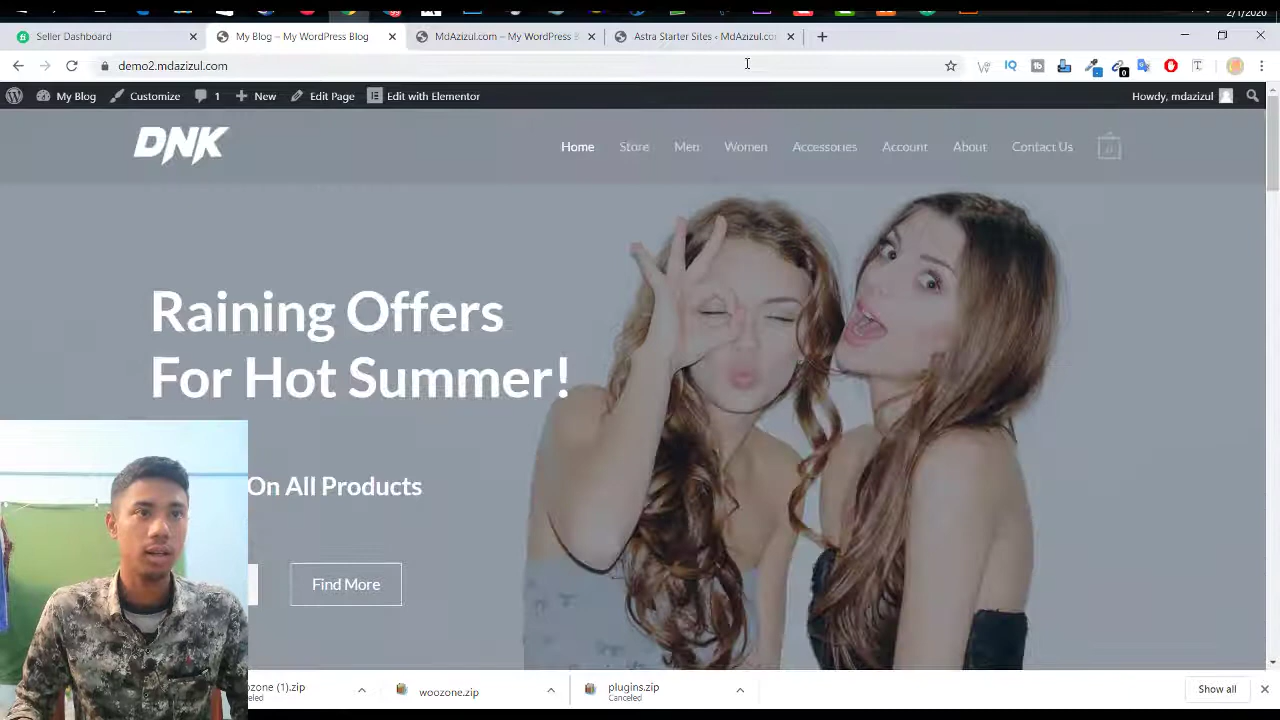 2/1/2020
Seller Dashboard
My Blog – My WordPress Blog
MdAzizul.com – My WordPress B
Astra Starter Sites ‹ MdAzizul.co
demo2.mdazizul.com
My Blog
Customize
1
New
Edit Page
Edit with Elementor
Howdy, mdazizul
DNK
Home
Store
Men
Women
Accessories
Account
About
Contact Us
0
Raining Offers
For Hot Summer!
On All Products
Find More
ozone (1).zip
woozone.zip
plugins.zip
Canceled
Show all